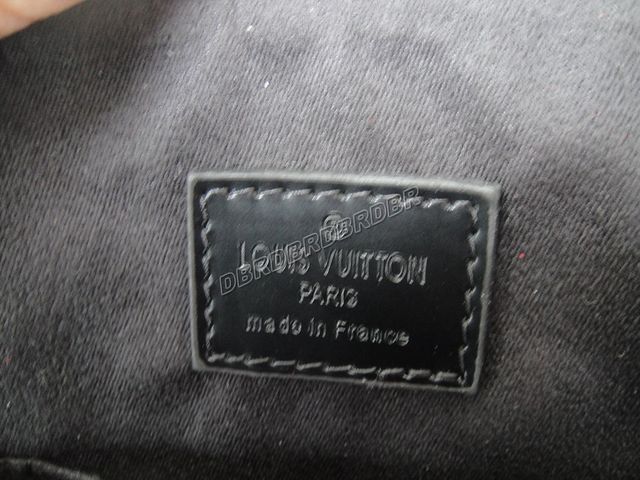 ®
DBRDBRDBRDBRDBR
LOUIS VUITTON
PARIS
made in France